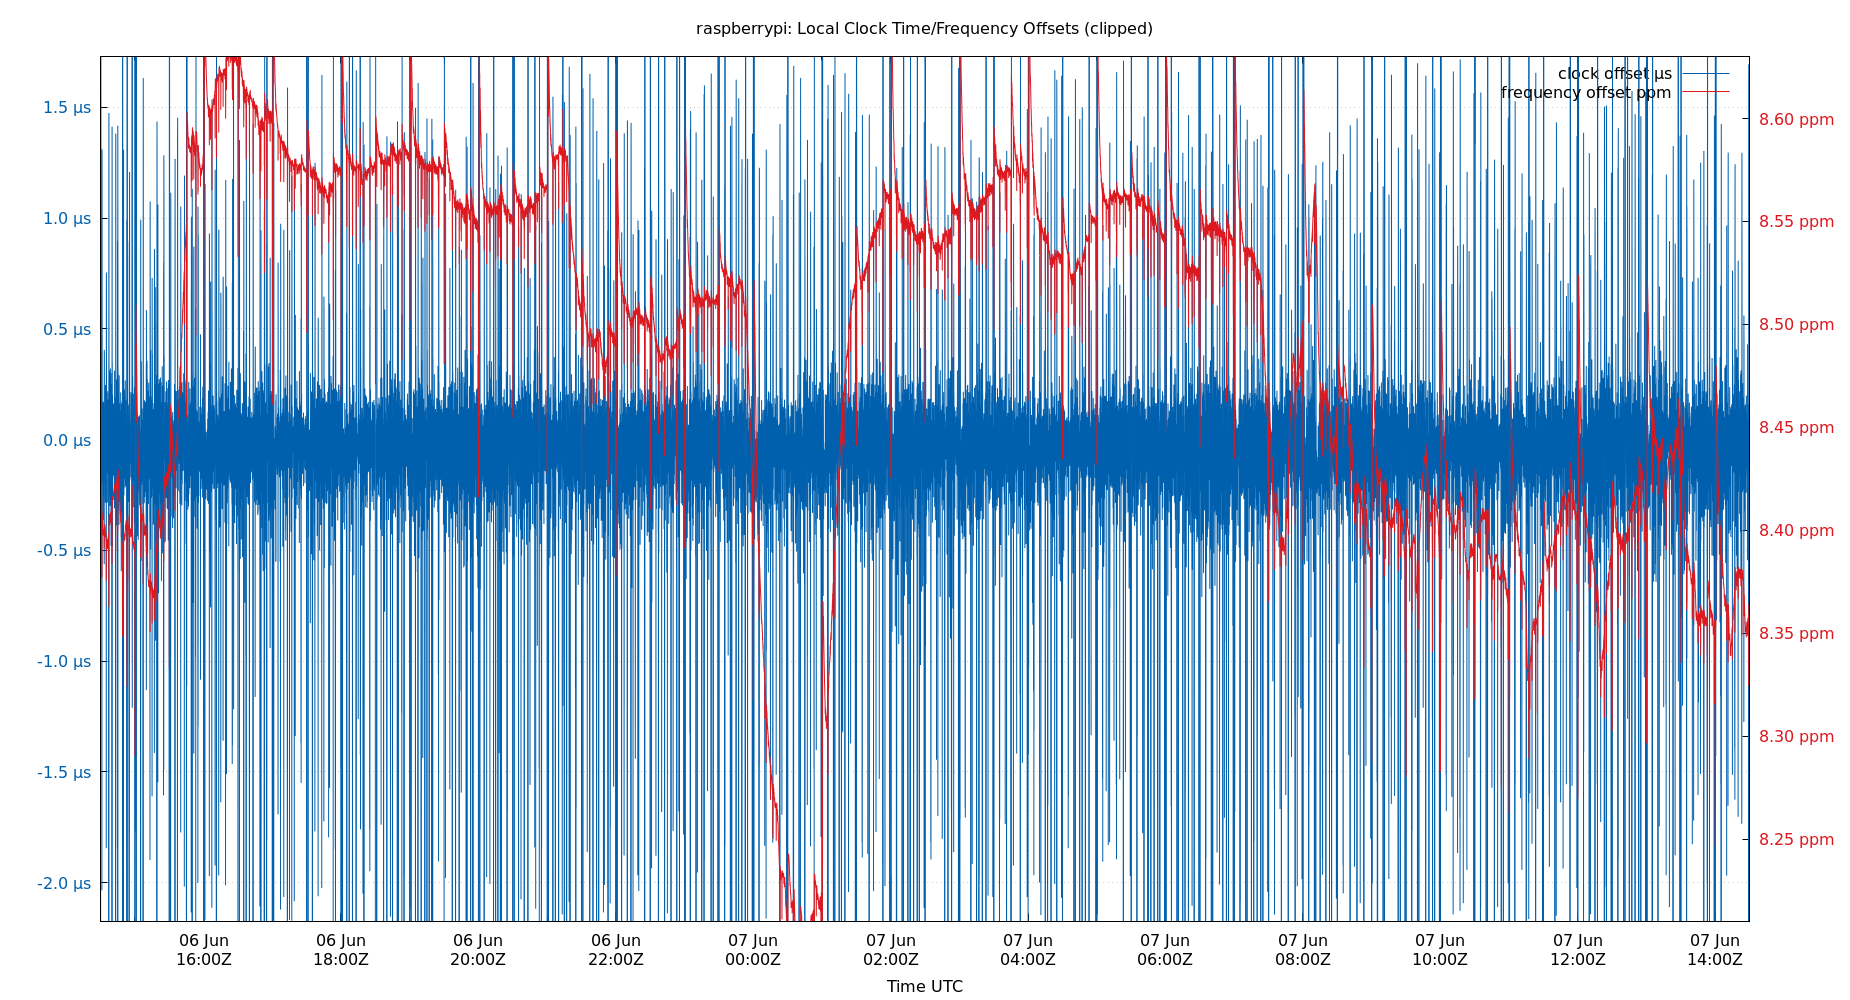 raspberrypi: Local Clock Time/Frequency Offsets (clipped)
clock offset µs
frequency offset ppm
1.5 µs
1.0 µs
0.5 µs
0.0 µs
-0.5 µs
-1.0 µs
-1.5 µs
-2.0 µs
8.60 ppm
8.55 ppm
8.50 ppm
8.45 ppm
8.40 ppm
8.35 ppm
8.30 ppm
8.25 ppm
06 Jun 06 Jun 06 Jun 06 Jun 07 Jun 07 Jun 07 Jun 07 Jun 07 Jun 07 Jun 07 Jun 07 Jun
16:00Z 18:00Z 20:00Z 22:00Z 00:00Z 02:00Z 04:00Z 06:00Z 08:00Z 10:00Z 12:00Z 14:00Z
Time UTC